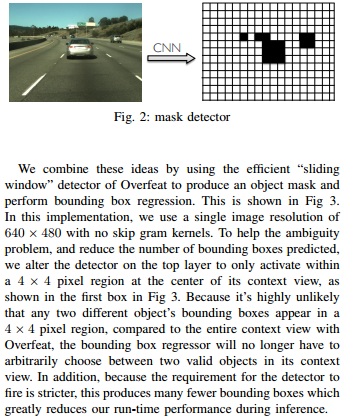 CNN
Fig. 2: mask detector
We combine these ideas by using the efficient “sliding
window” detector of Overfeat to produce an object mask and
perform bounding box regression. This is shown in Fig 3.
In this implementation, we use a single image resolution of
640 × 480 with no skip gram kernels. To help the ambiguity
problem, and reduce the number of bounding boxes predicted,
we alter the detector on the top layer to only activate within
a 4 × 4 pixel region at the center of its context view, as
shown in the first box in Fig 3. Because it’s highly unlikely
that any two different object’s bounding boxes appear in a
4 × 4 pixel region, compared to the entire context view with
Overfeat, the bounding box regressor will no longer have to
arbitrarily choose between two valid objects in its context
view. In addition, because the requirement for the detector to
fire is stricter, this produces many fewer bounding boxes which
greatly reduces our run-time performance during inference.